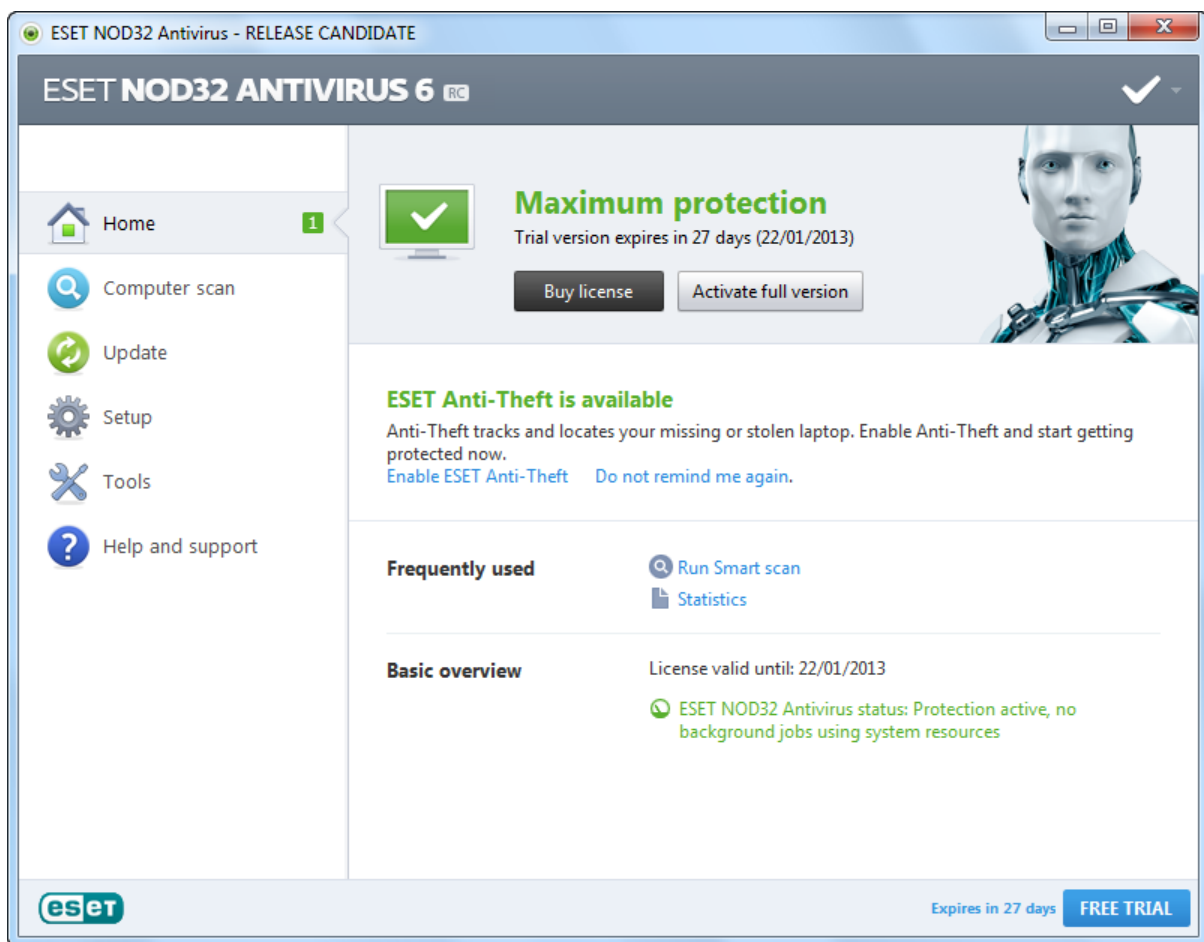 ESET NOD32 Antivirus - RELEASE CANDIDATE
ESET NOD32 ANTIVIRUS 6 RC
Home 1
Computer scan
Update
Setup
Tools
Help and support
Maximum protection
Trial version expires in 27 days (22/01/2013)
Buy license Activate full version
ESET Anti-Theft is available
Anti-Theft tracks and locates your missing or stolen laptop. Enable Anti-Theft and start getting
protected now.
Enable ESET Anti-Theft Do not remind me again.
Frequently used
Run Smart scan
Statistics
Basic overview
License valid until: 22/01/2013
ESET NOD32 Antivirus status: Protection active, no
background jobs using system resources
eset
Expires in 27 days FREE TRIAL